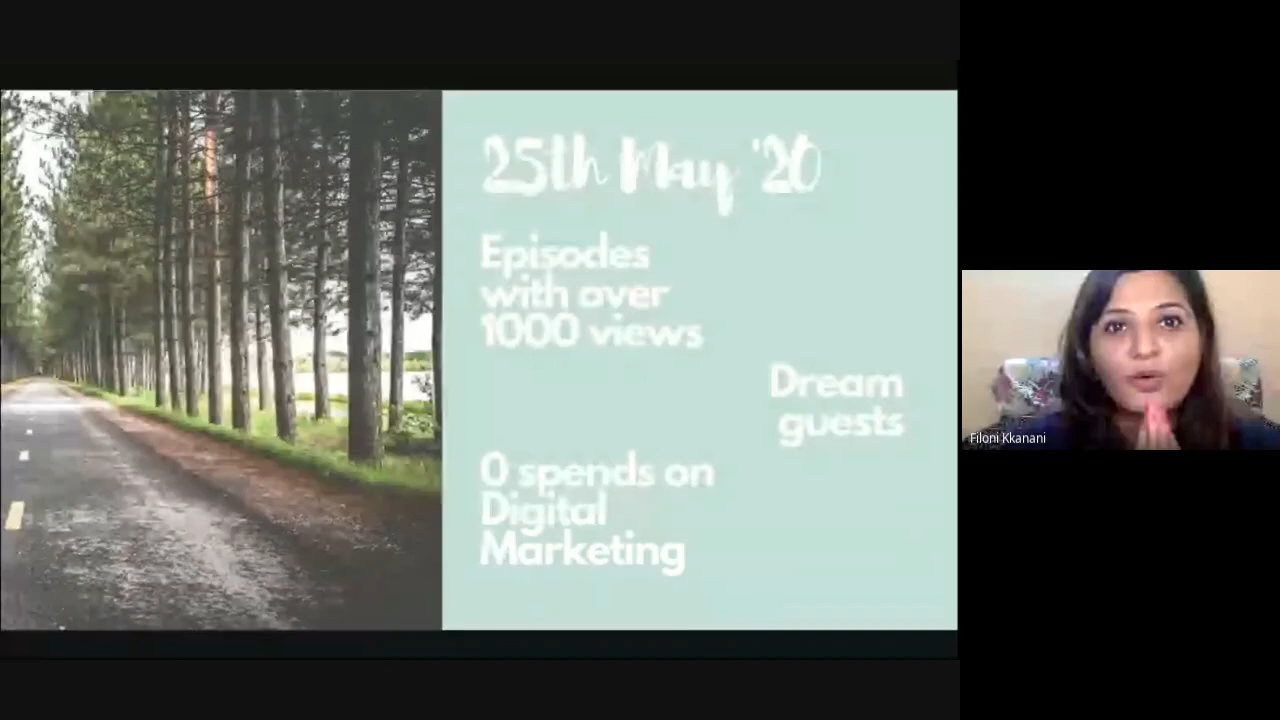 25th May '20
Episodes
with over
1000 views
Dream
guests
0 spends on
Digital
Marketing
Filoni Kkanani